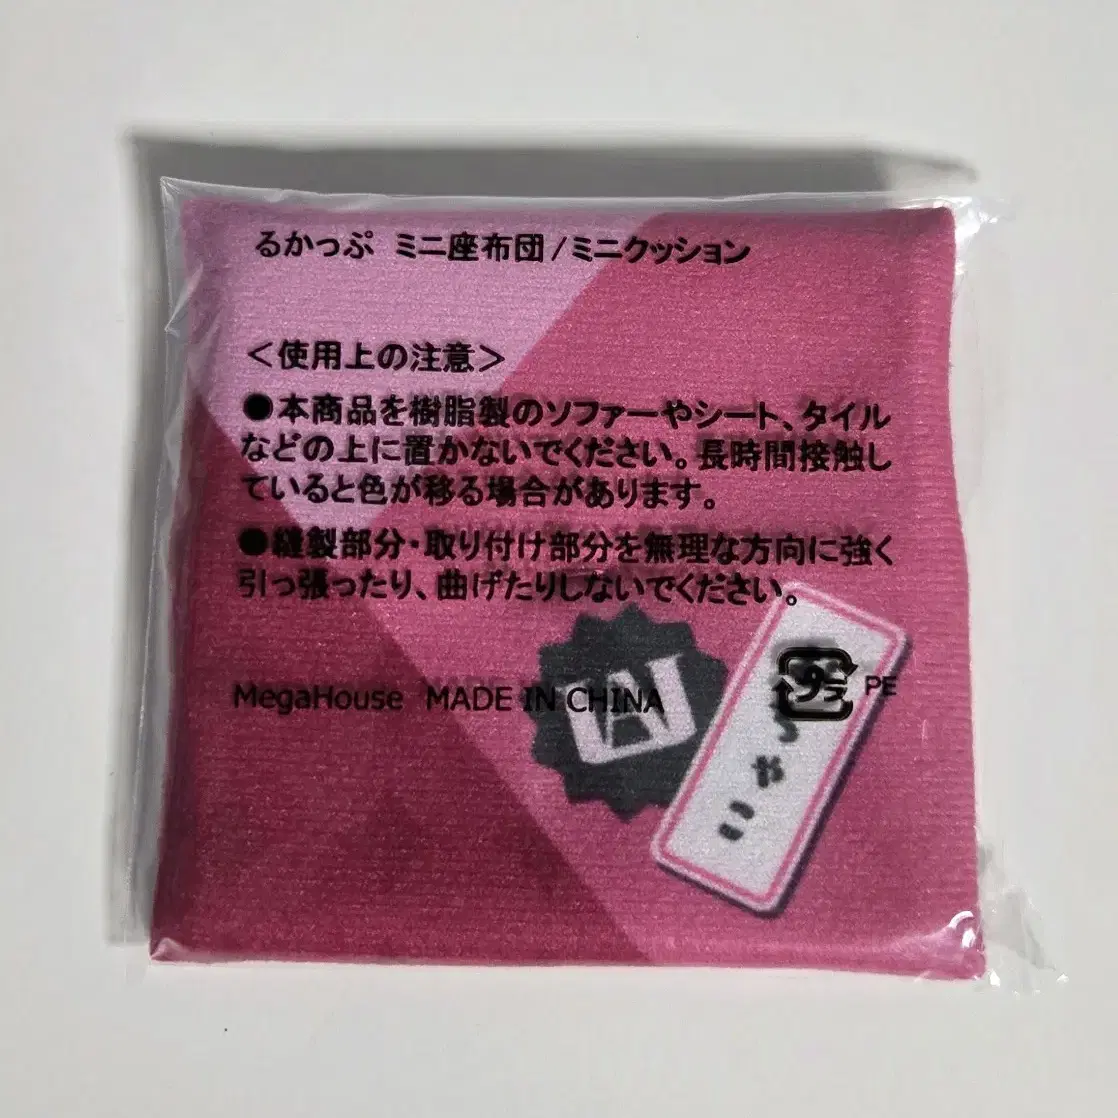 るかっぷ ミニ座布団/ミニクッション
＜使用上の注意＞
●本商品を樹脂製のソファーやシート、タイル
などの上に置かないでください。長時間接触し
ていると色が移る場合があります。
●縫製部分・取り付け部分を無理な方向に強く
引っ張ったり、曲げたりしないでください。
MegaHouse MADE IN CHINA
プラ PE
ちゃこ